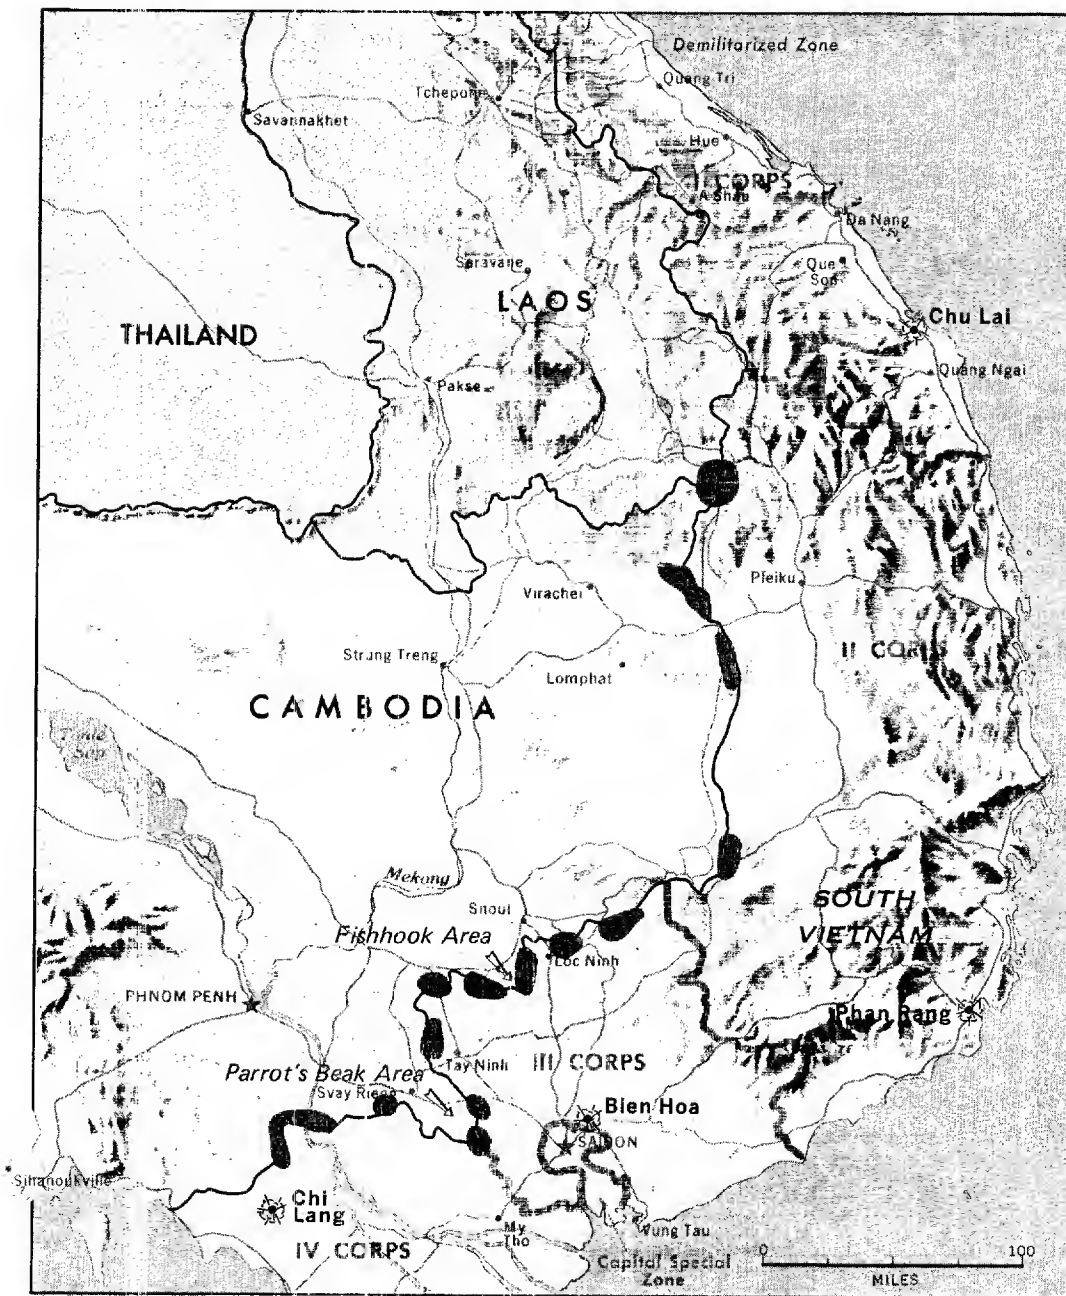 Demilitarized Zone
Quang Tri
Tchepone
Savannakhet
Hue
I CORPS
A Shau
Da Nang
Saravane
Que
Son
LAOS
Chu Lai
THAILAND
Quang Ngai
Pakse
Virachei
Pleiku
Strung Treng
II CORPS
Lomphat
CAMBODIA
Tonle
Sap
Mekong
Snoul
SOUTH
VIETNAM
Fishhook Area
Loc Ninh
PHNOM PENH
Phan Rang
III CORPS
Tay Ninh
Parrot's Beak Area
Svay Rieng
Bien Hoa
SAIGON
Sihanoukville
Chi
Lang
My
Tho
Vung Tau
IV CORPS
Capital Special
Zone
0 100
MILES